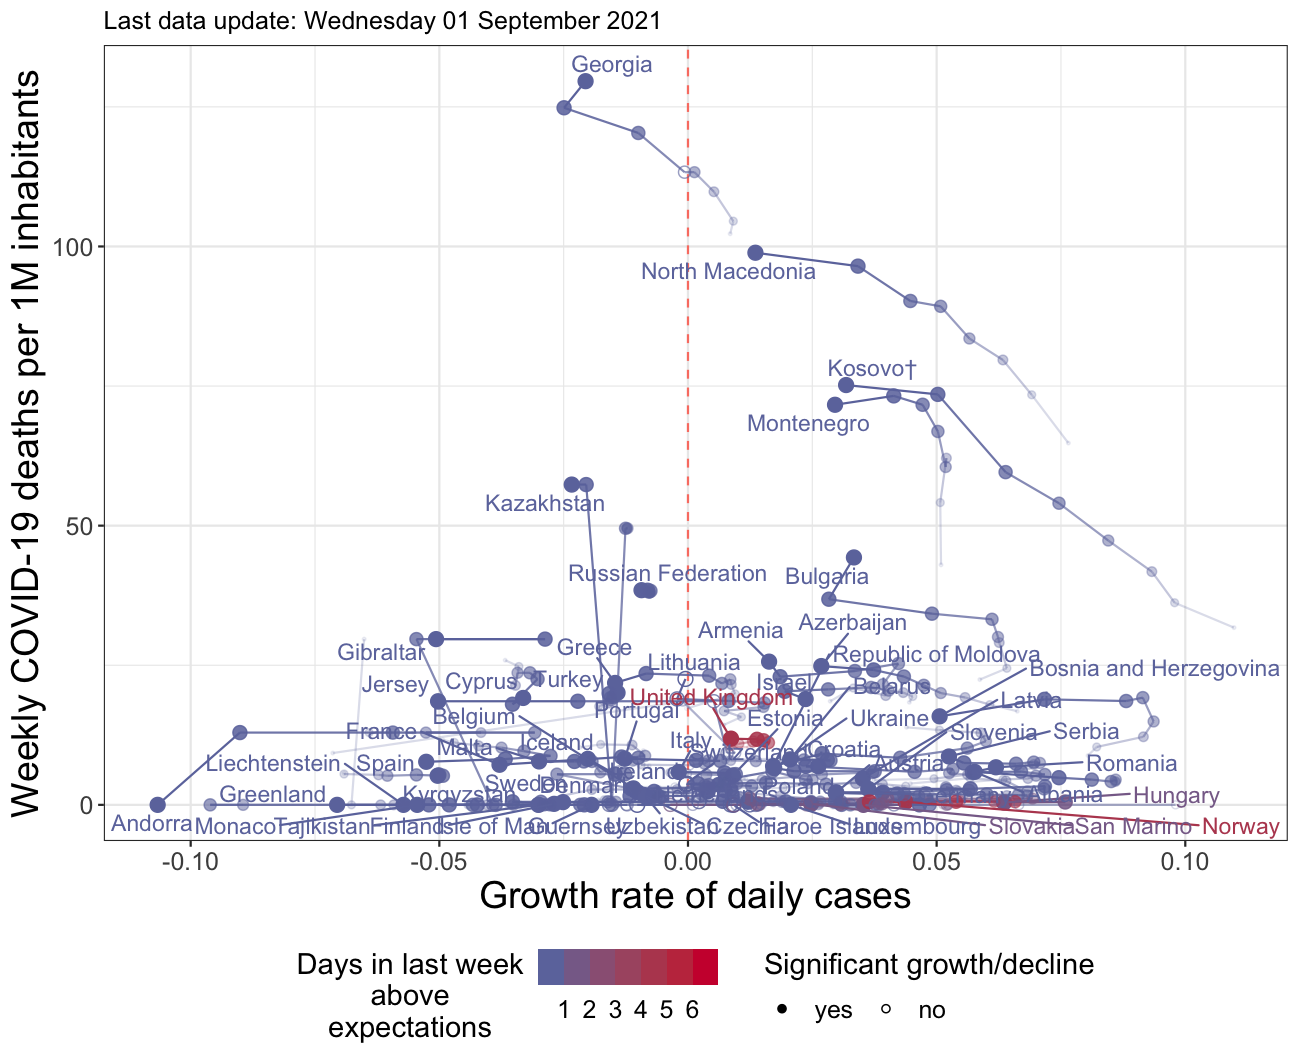 Last data update: Wednesday 01 September 2021
Weekly COVID-19 deaths per 1M inhabitants
100
50
0
Georgia
North Macedonia
Kosovo†
Montenegro
Kazakhstan
Russian Federation
Bulgaria
Azerbaijan
Armenia
Greece
Gibraltar
Republic of Moldova
Lithuania
Bosnia and Herzegovina
Jersey
Cyprus
Turkey
Israel
Belarus
United Kingdom
Latvia
Portugal
Belgium
Estonia
Ukraine
France
Slovenia
Serbia
Italy
Iceland
Malta
Switzerland
Croatia
Liechtenstein
Spain
Austria
Romania
Ireland
Sweden
Denmark
Poland
Greenland
Kyrgyzstan
Albania
Hungary
Andorra
Monaco
Tajikistan
Finland
Isle of Man
Guernsey
Uzbekistan
Czechia
Faroe Islands
Luxembourg
Slovakia
San Marino
Norway
-0.10
-0.05
0.00
0.05
0.10
Growth rate of daily cases
Days in last week
above
expectations
1 2 3 4 5 6
Significant growth/decline
yes
no